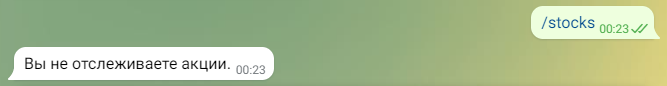 /stocks 00:23
Вы не отслеживаете акции. 00:23